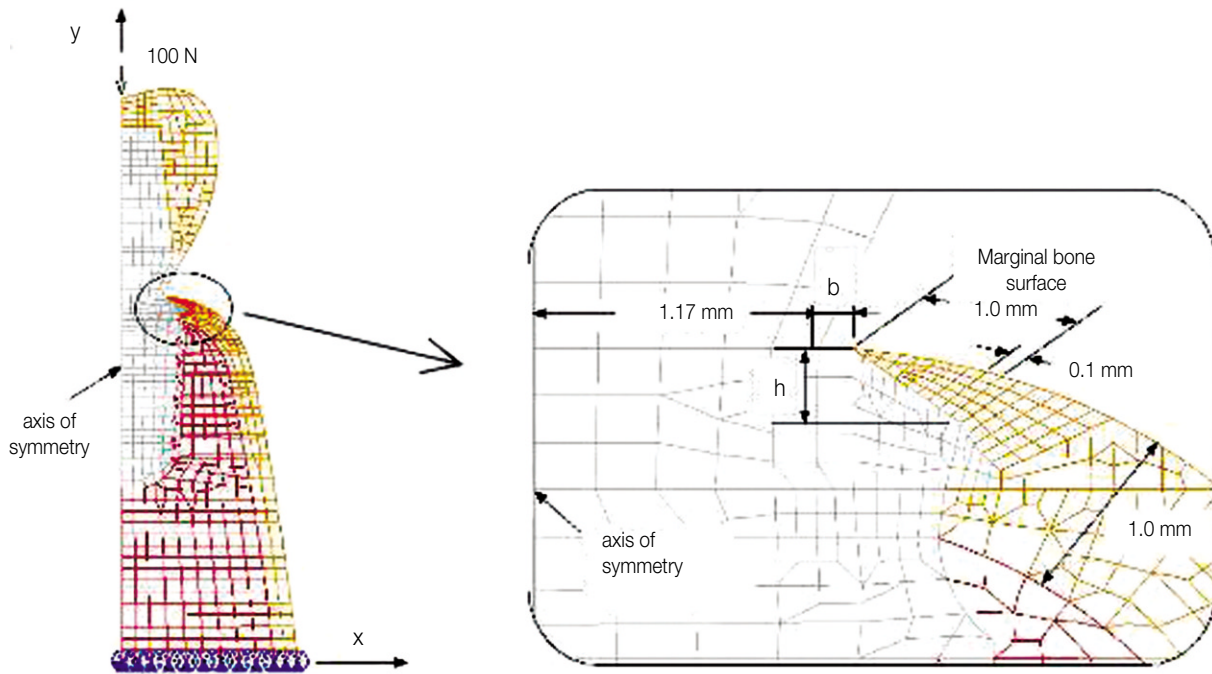 y
100 N
axis of
symmetry
x
Marginal bone
surface
1.0 mm
b
1.17 mm
0.1 mm
h
axis of
symmetry
1.0 mm